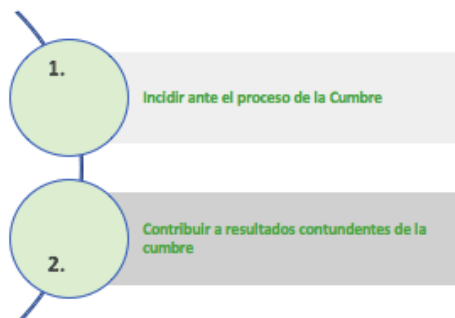 1.
Incidir ante el proceso de la Cumbre
Contribuir a resultados contundentes de la
cumbre
2.